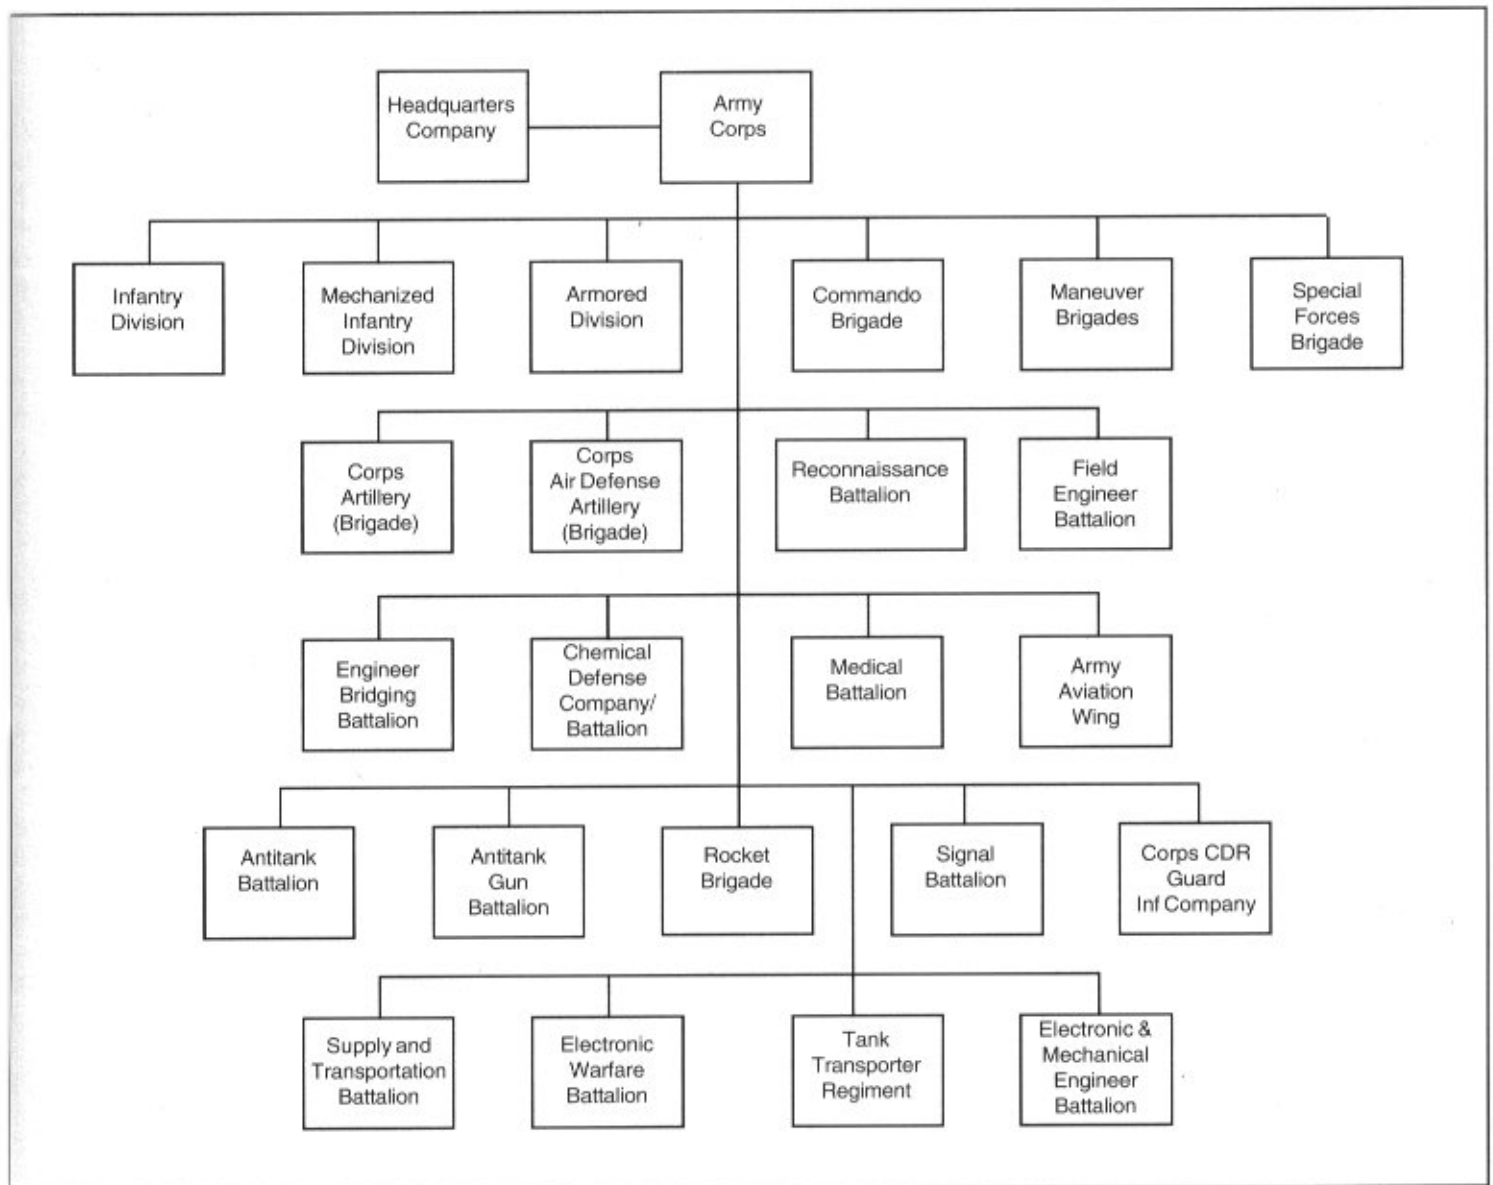 Headquarters
Company
Army
Corps
Infantry
Division
Mechanized
Infantry
Division
Armored
Division
Commando
Brigade
Maneuver
Brigades
Special
Forces
Brigade
Corps
Artillery
(Brigade)
Corps
Air Defense
Artillery
(Brigade)
Reconnaissance
Battalion
Field
Engineer
Battalion
Engineer
Bridging
Battalion
Chemical
Defense
Company/
Battalion
Medical
Battalion
Army
Aviation
Wing
Antitank
Battalion
Antitank
Gun
Battalion
Rocket
Brigade
Signal
Battalion
Corps CDR
Guard
Inf Company
Supply and
Transportation
Battalion
Electronic
Warfare
Battalion
Tank
Transporter
Regiment
Electronic &
Mechanical
Engineer
Battalion